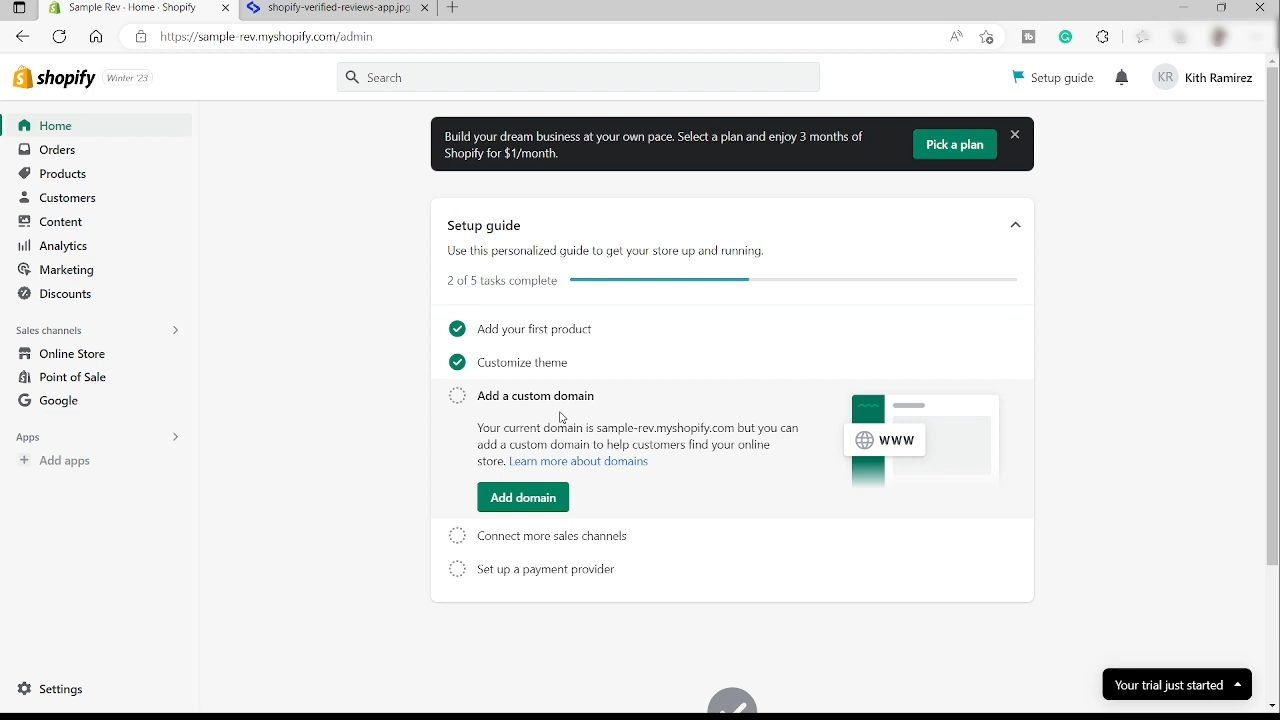 Sample Rev - Home - Shopify
shopify-verified-reviews-app.jpg
https://sample-rev.myshopify.com/admin
shopify
Winter '23
Search
Setup guide
KR
Kith Ramirez
Home
Orders
Products
Customers
Content
Analytics
Marketing
Discounts
Sales channels
Online Store
Point of Sale
Google
Apps
Add apps
Settings
Build your dream business at your own pace. Select a plan and enjoy 3 months of
Shopify for $1/month.
Pick a plan
Setup guide
Use this personalized guide to get your store up and running.
2 of 5 tasks complete
Add your first product
Customize theme
Add a custom domain
Your current domain is sample-rev.myshopify.com but you can
add a custom domain to help customers find your online
store. Learn more about domains
Add domain
www
Connect more sales channels
Set up a payment provider
Your trial just started